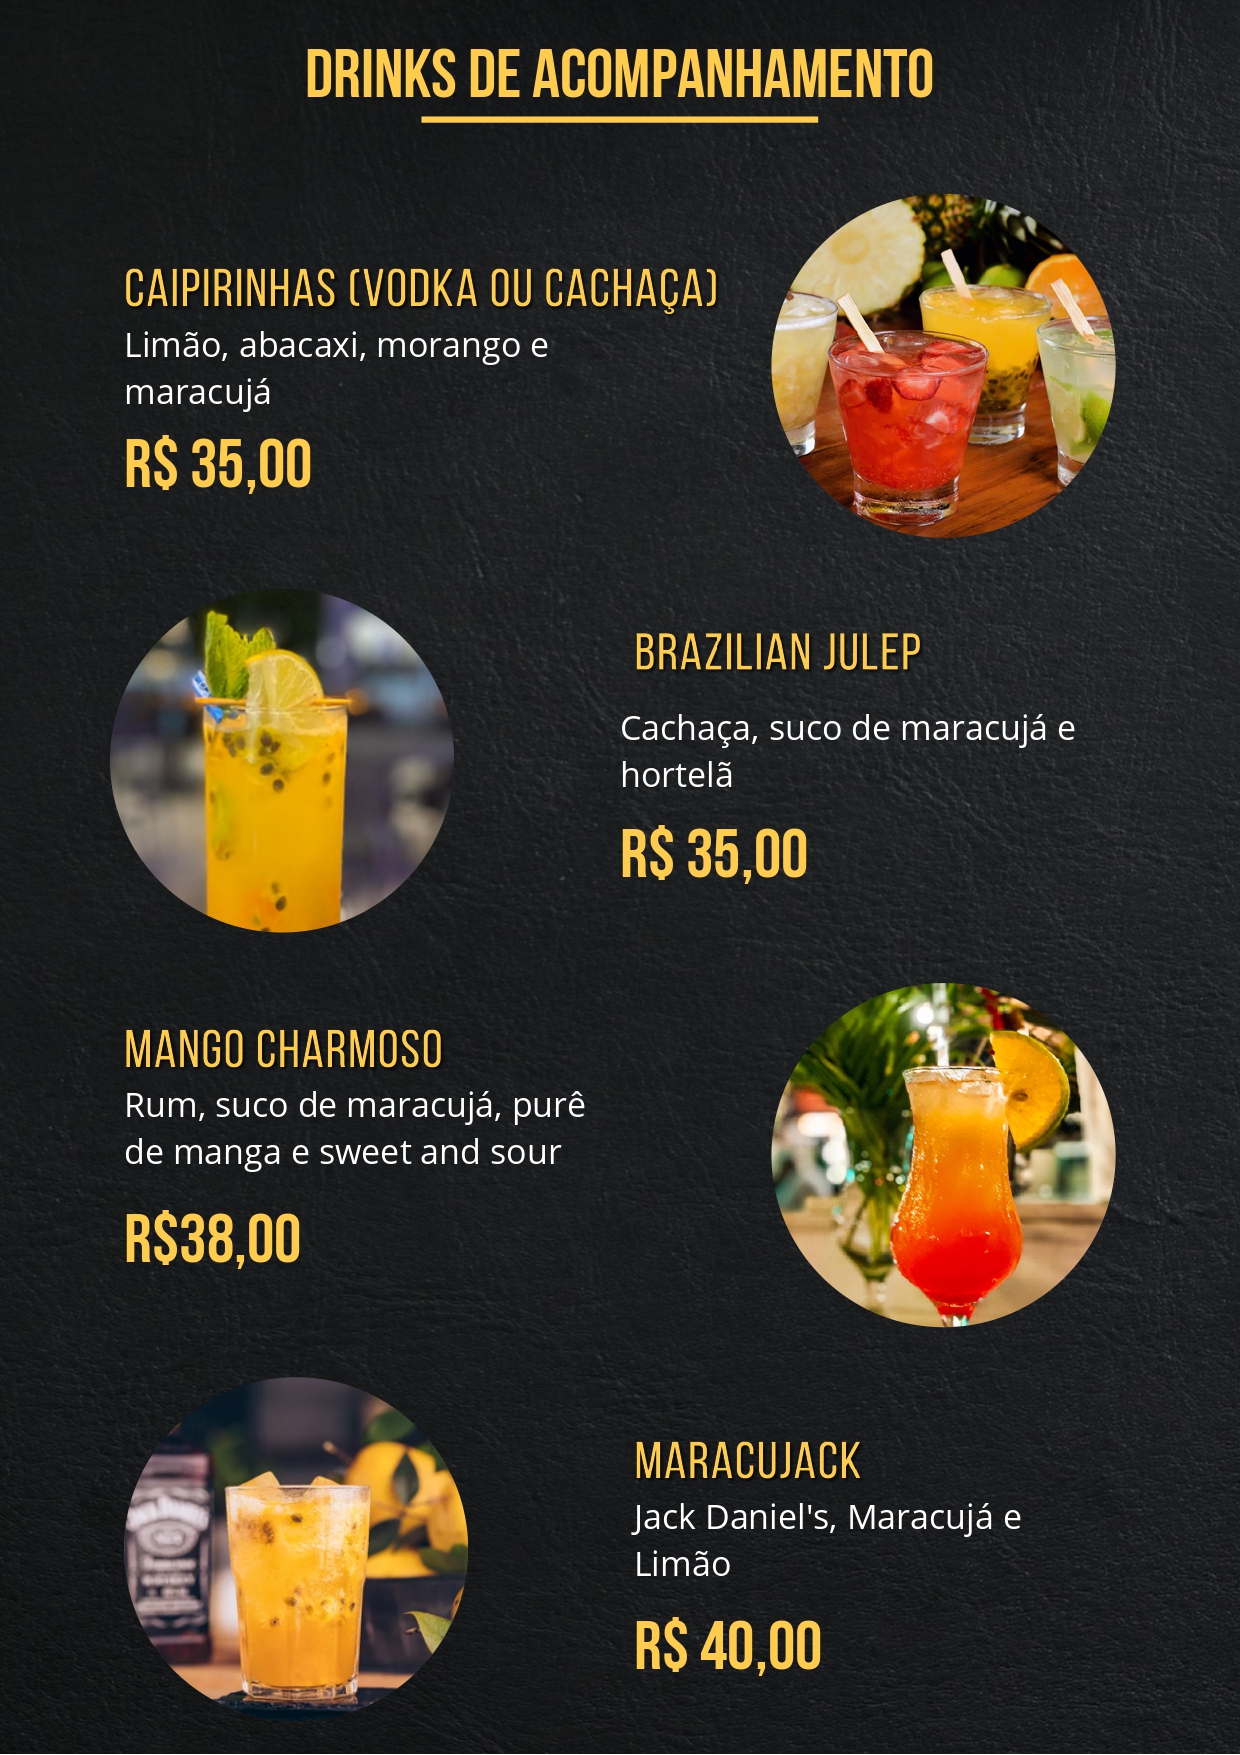 DRINKS DE ACOMPANHAMENTO
CAIPIRINHAS (VODKA OU CACHAÇA)
Limão, abacaxi, morango e
maracujá
R$ 35,00
BRAZILIAN JULEP
Cachaça, suco de maracujá e
hortelã
R$ 35,00
MANGO CHARMOSO
Rum, suco de maracujá, purê
de manga e sweet and sour
R$38,00
MARACUJACK
Jack Daniel's, Maracujá e
Limão
R$ 40,00